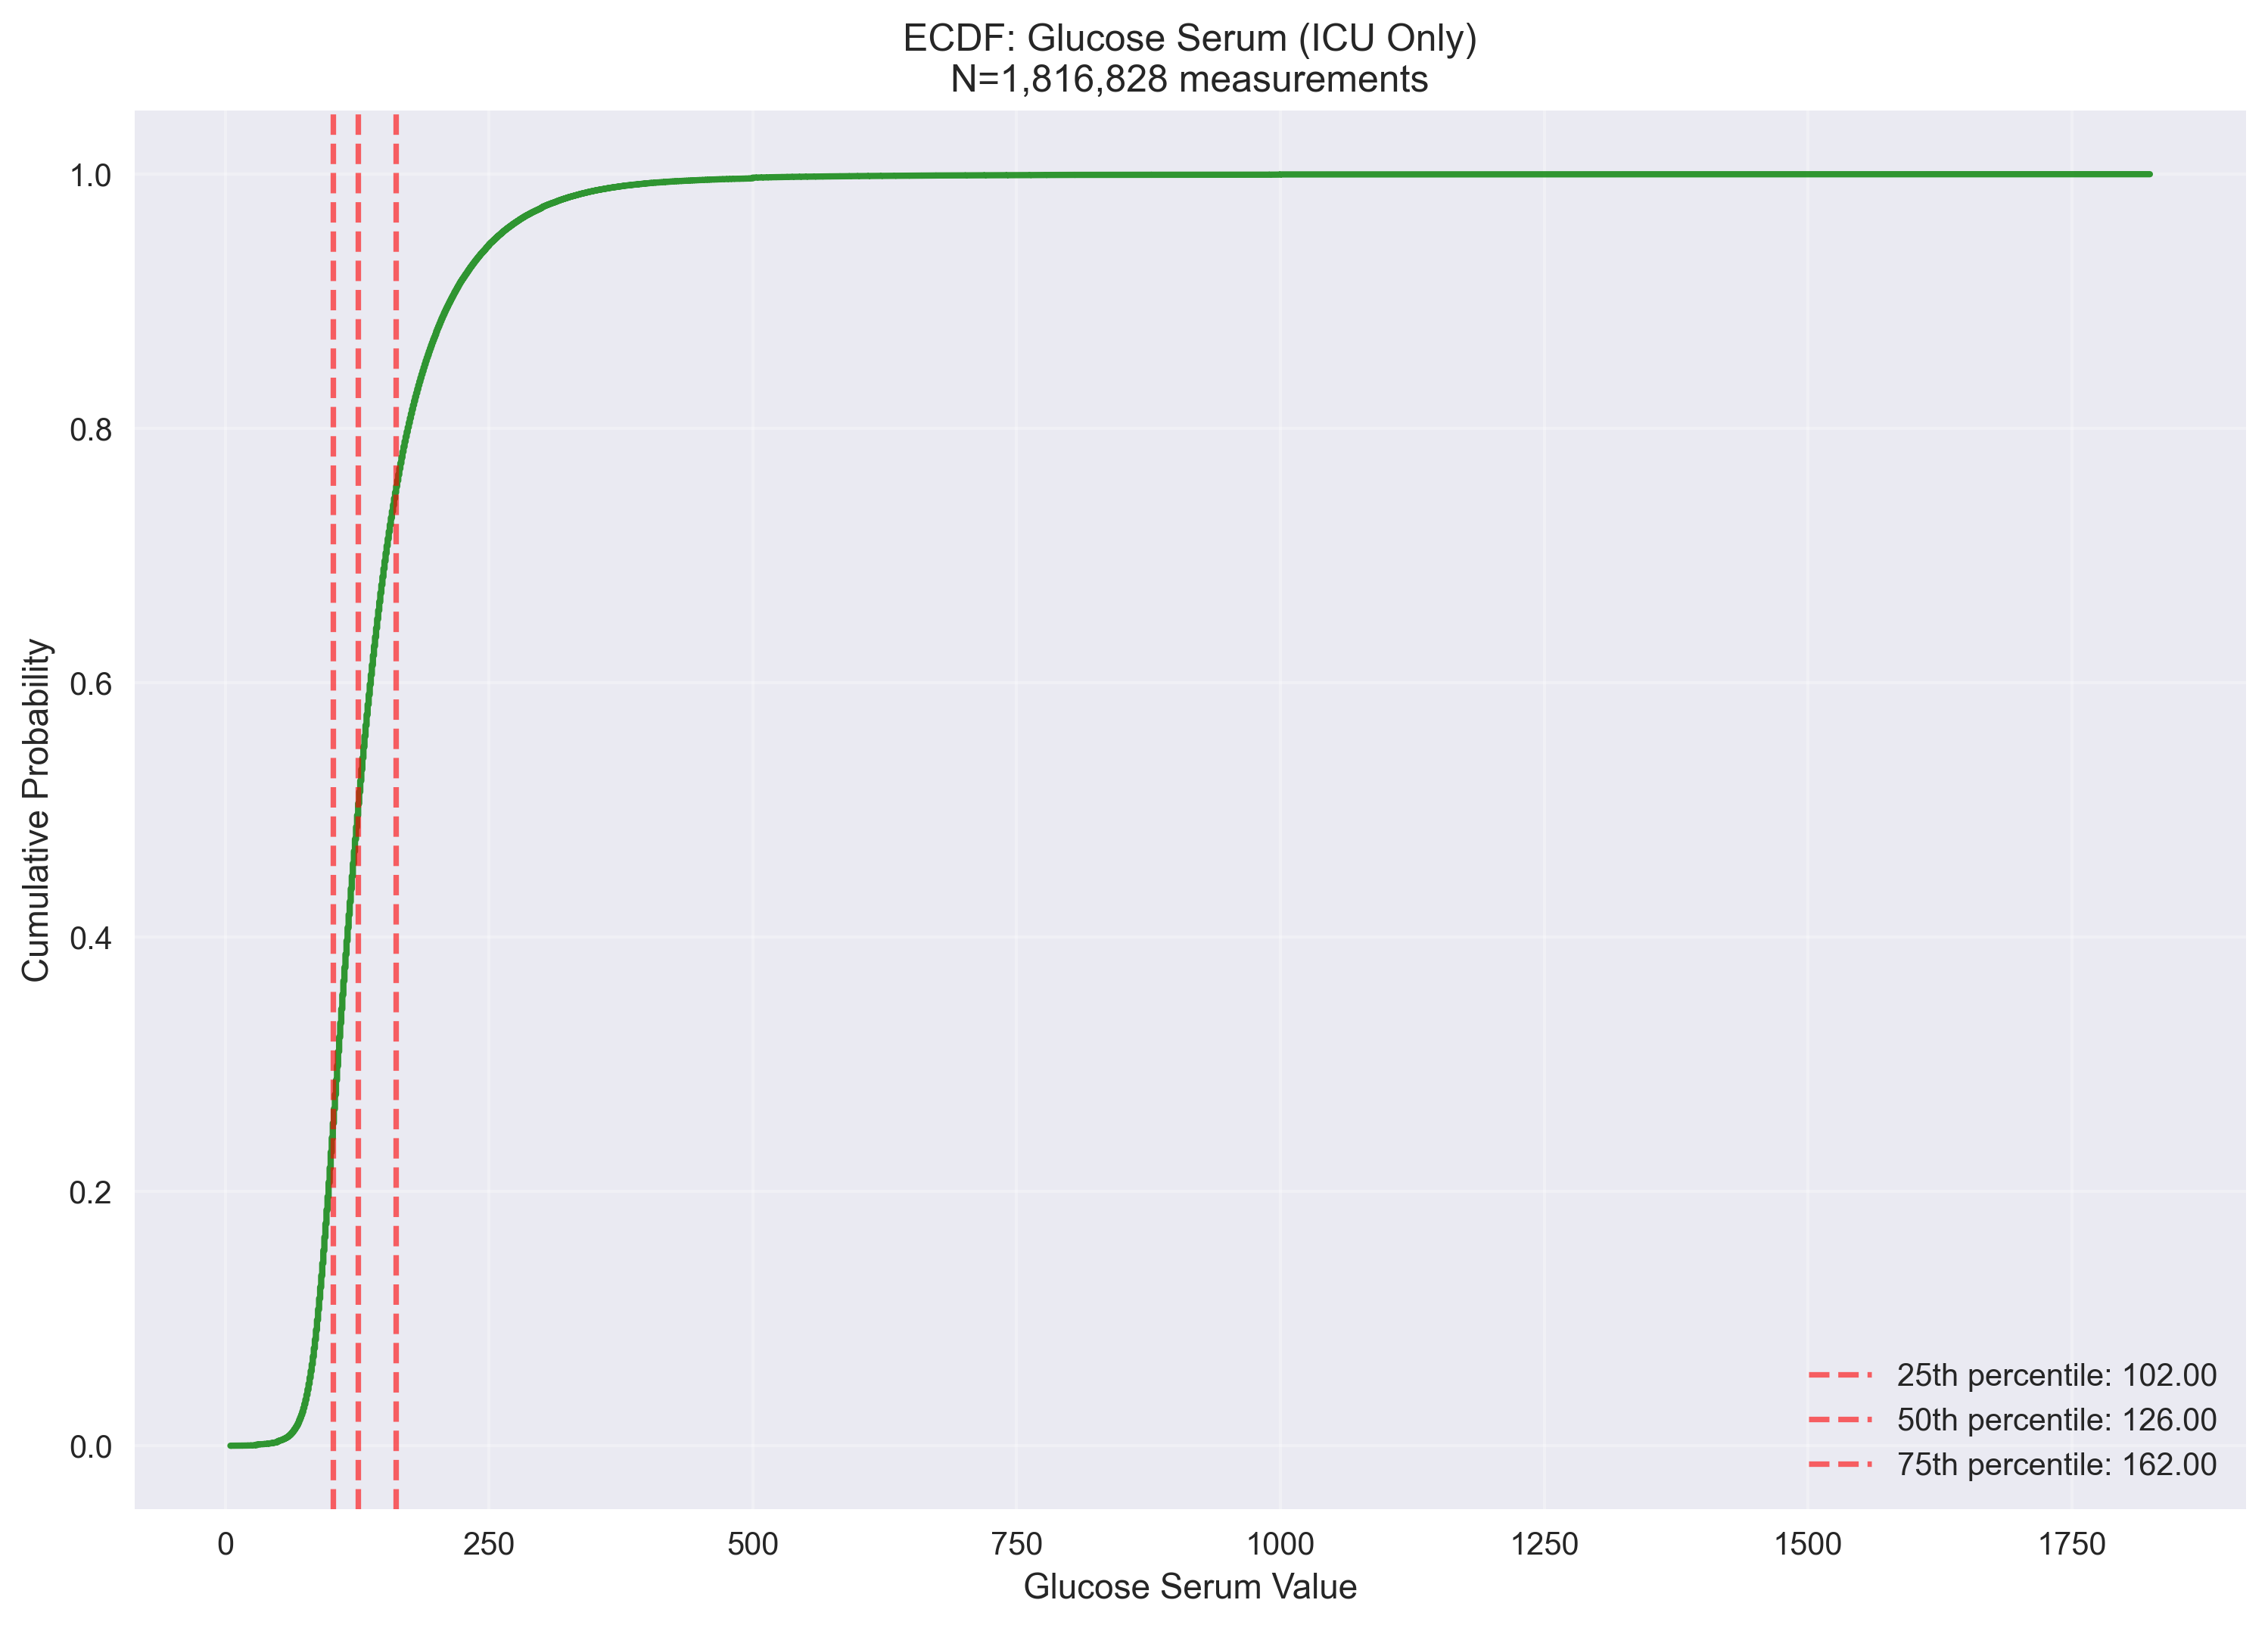 ECDF: Glucose Serum (ICU Only)
N=1,816,828 measurements
1.0
0.8
0.6
0.4
0.2
0.0
Cumulative Probability
0 250 500 750 1000 1250 1500 1750
Glucose Serum Value
25th percentile: 102.00
50th percentile: 126.00
75th percentile: 162.00